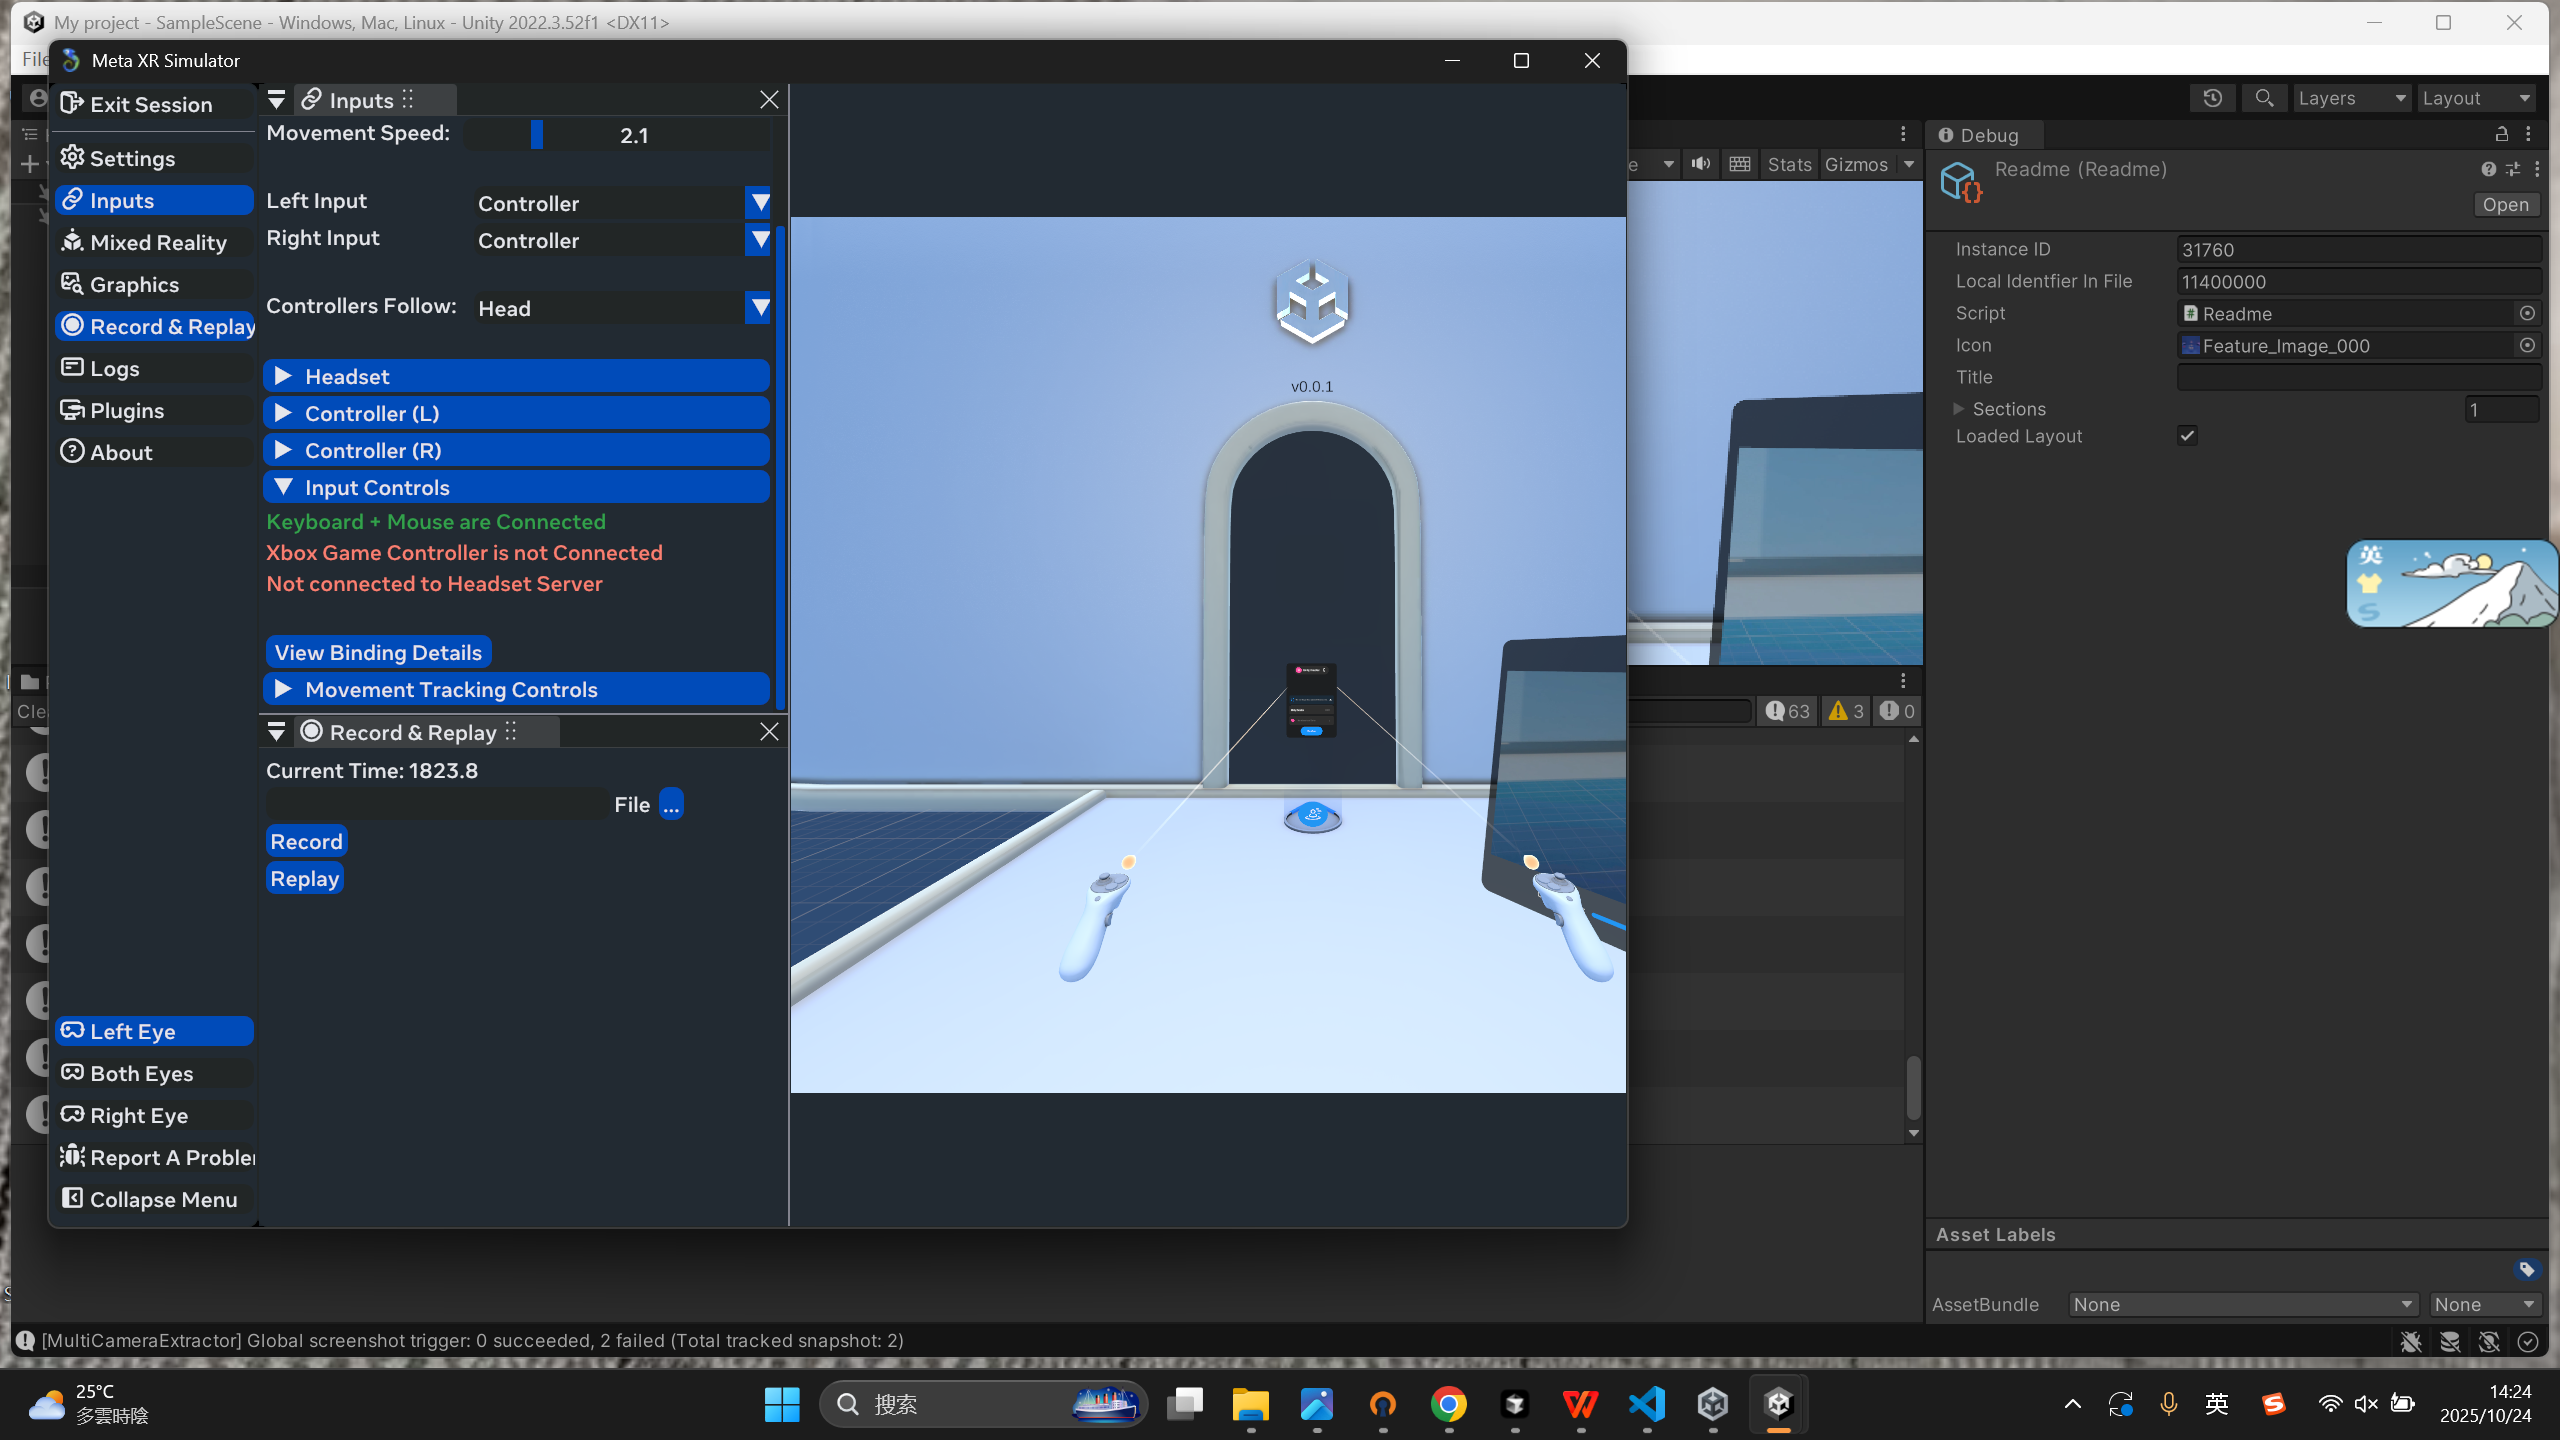 My project - SampleScene - Windows, Mac, Linux - Unity 2022.3.52f1 <DX11>
File
Meta XR Simulator
Layers
Layout
Exit Session
Settings
Inputs
Mixed Reality
Graphics
Record & Replay
Logs
Plugins
About
Left Eye
Both Eyes
Right Eye
Report A Probler
Collapse Menu
Inputs
Movement Speed: 2.1
Left Input Controller
Right Input Controller
Controllers Follow: Head
Headset
Controller (L)
Controller (R)
Input Controls
Keyboard + Mouse are Connected
Xbox Game Controller is not Connected
Not connected to Headset Server
View Binding Details
Movement Tracking Controls
Record & Replay
Current Time: 1823.8
File ...
Record
Replay
v0.0.1
Stats Gizmos
63 3 0
Cle
Debug
Readme (Readme)
Open
Instance ID 31760
Local Identfier In File 11400000
Script Readme
Icon Feature_Image_000
Title
Sections 1
Loaded Layout
英
Asset Labels
AssetBundle None None
[MultiCameraExtractor] Global screenshot trigger: 0 succeeded, 2 failed (Total tracked snapshot: 2)
25°C
多雲時陰
搜索
英
14:24
2025/10/24